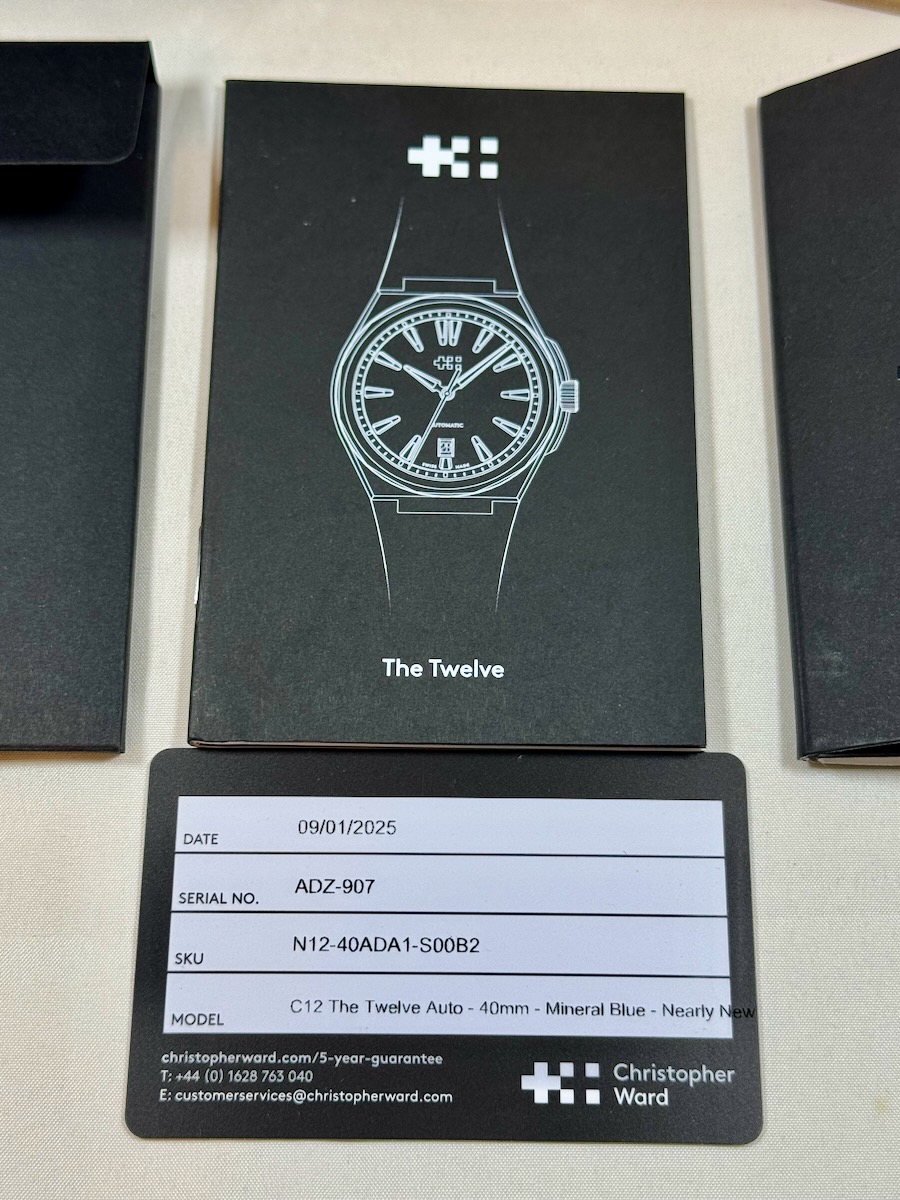 AUTOMATIC
SWISS MADE
The Twelve
DATE 09/01/2025
SERIAL NO. ADZ-907
SKU N12-40ADA1-S00B2
MODEL C12 The Twelve Auto - 40mm - Mineral Blue - Nearly New
christopherward.com/5-year-guarantee
T: +44 (0) 1628 763 040
E: customerservices@christopherward.com
Christopher
Ward